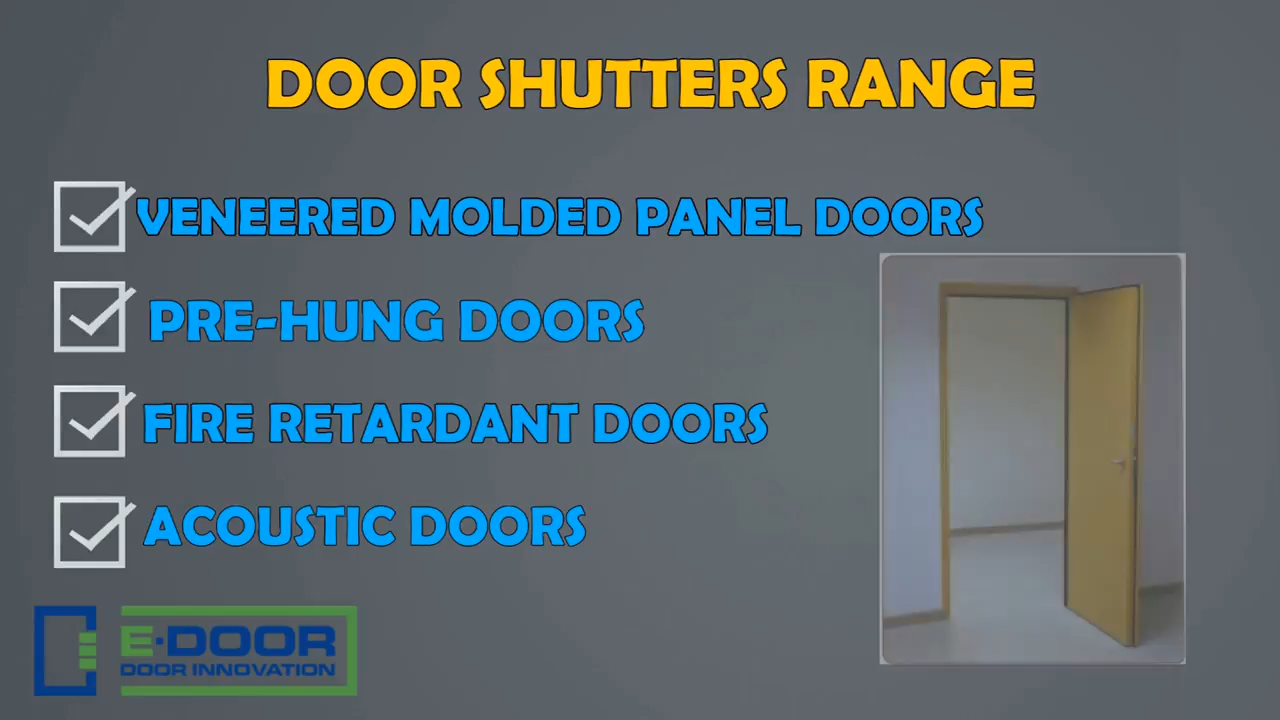 DOOR SHUTTERS RANGE
VENEERED MOLDED PANEL DOORS
PRE-HUNG DOORS
FIRE RETARDANT DOORS
ACOUSTIC DOORS
E·DOOR
DOOR INNOVATION